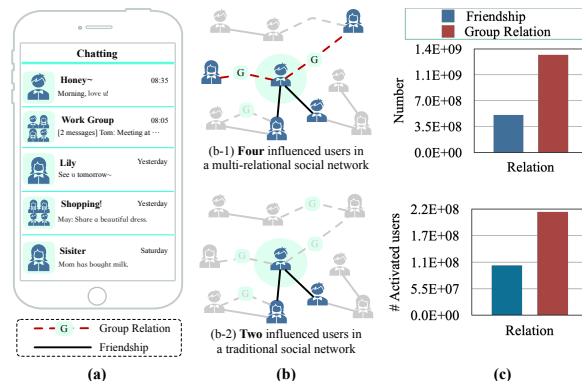 Chatting
Honey~ 08:35
Morning, love u!
Work Group 08:05
[2 messages] Tom: Meeting at ···
Lily Yesterday
See u tomorrow~
Shopping! Yesterday
May: Share a beautiful dress.
Sisiter Saturday
Mom has bought milk.
G Group Relation
Friendship
(a)
G
G
G
G
(b-1) Four influenced users in
a multi-relational social network
G
G
G
G
(b-2) Two influenced users in
a traditional social network
(b)
Friendship
Group Relation
Number
1.4E+09
1.1E+09
7.0E+08
3.5E+08
0.0E+00
Relation
# Activated users
2.2E+08
1.7E+08
1.1E+08
5.5E+07
0.0E+00
Relation
(c)